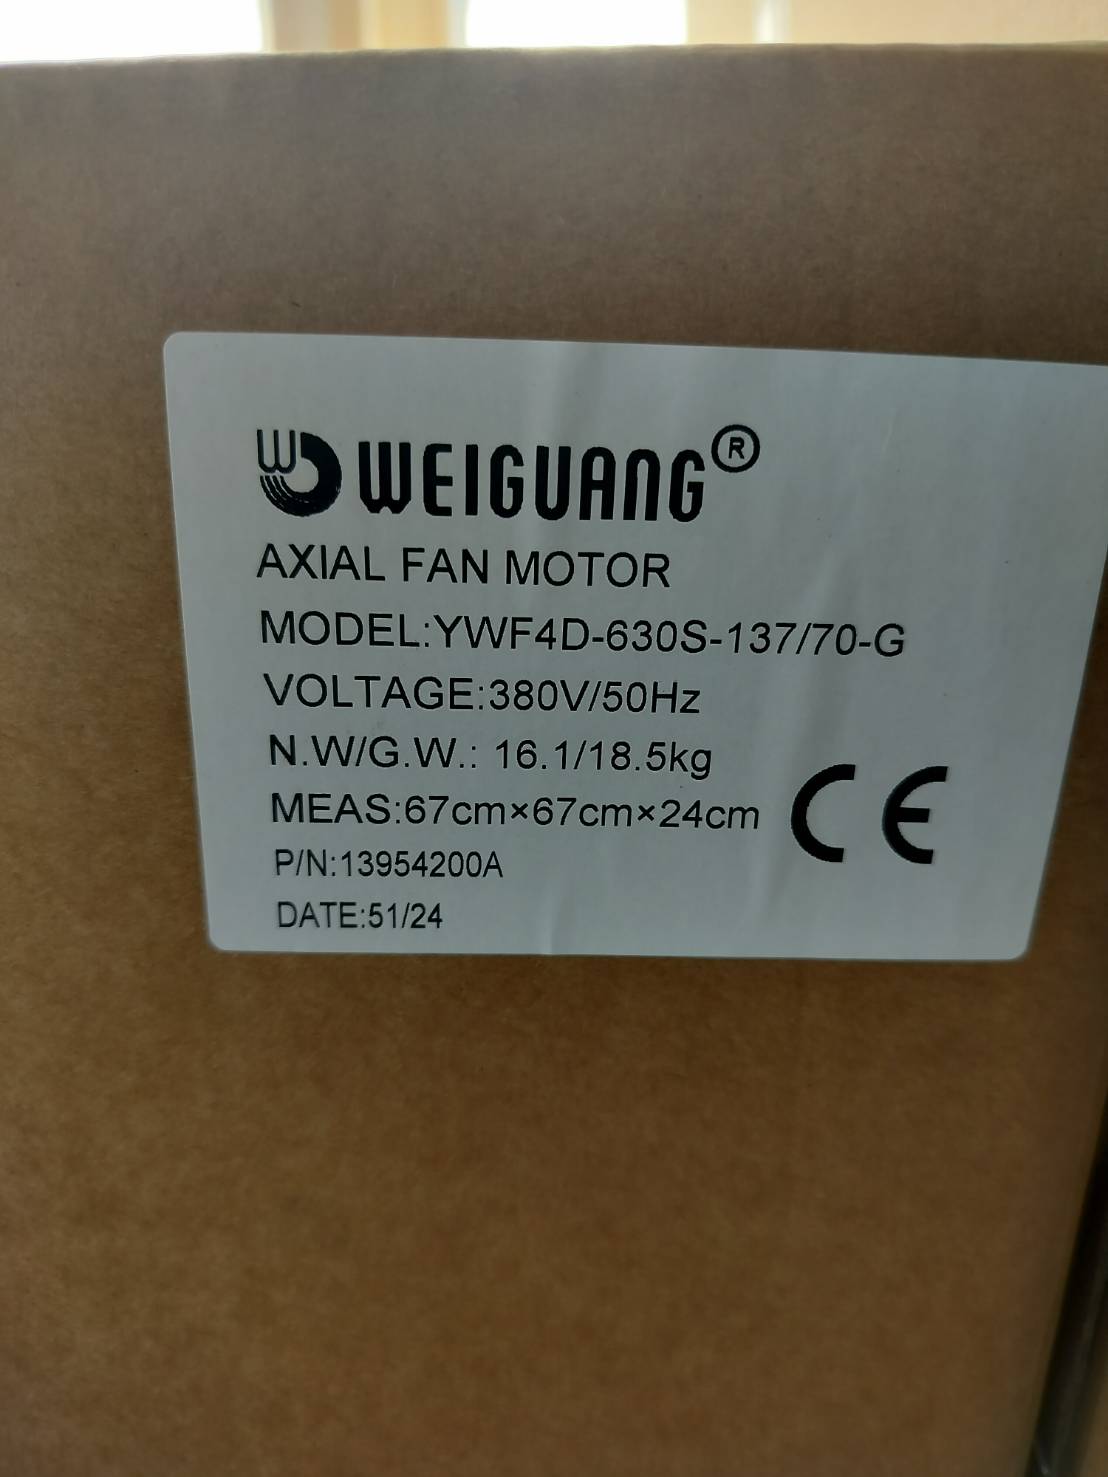 WEIGUANG®
AXIAL FAN MOTOR
MODEL:YWF4D-630S-137/70-G
VOLTAGE:380V/50Hz
N.W/G.W.: 16.1/18.5kg
MEAS:67cm×67cm×24cm
CE
P/N:13954200A
DATE:51/24